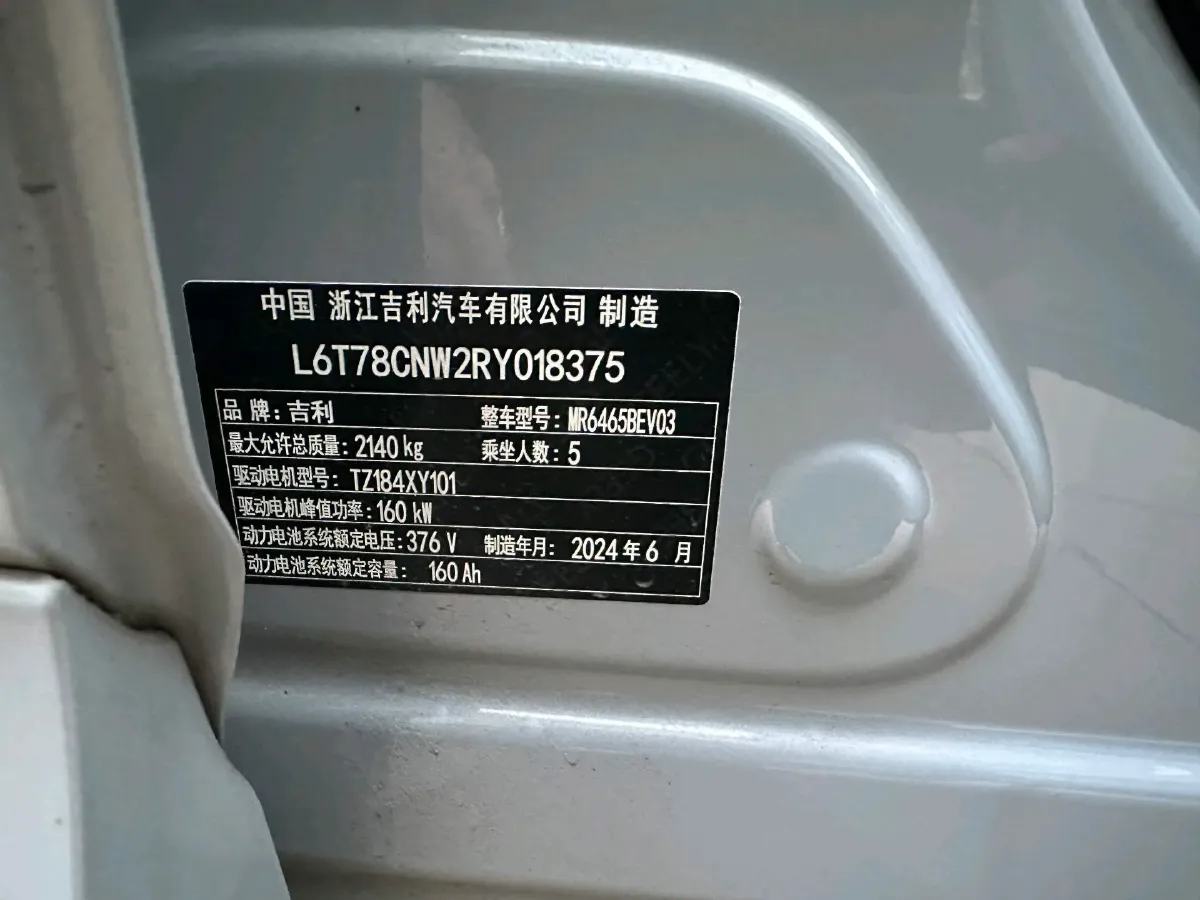 中国 浙江吉利汽车有限公司 制造
L6T78CNW2RY018375
品牌:吉利 整车型号:MR6465BEV03
最大允许总质量:2140 kg 乘坐人数:5
驱动电机型号: TZ184XY101
驱动电机峰值功率:160 kW
动力电池系统额定电压:376 V 制造年月: 2024 年 6 月
动力电池系统额定容量: 160 Ah